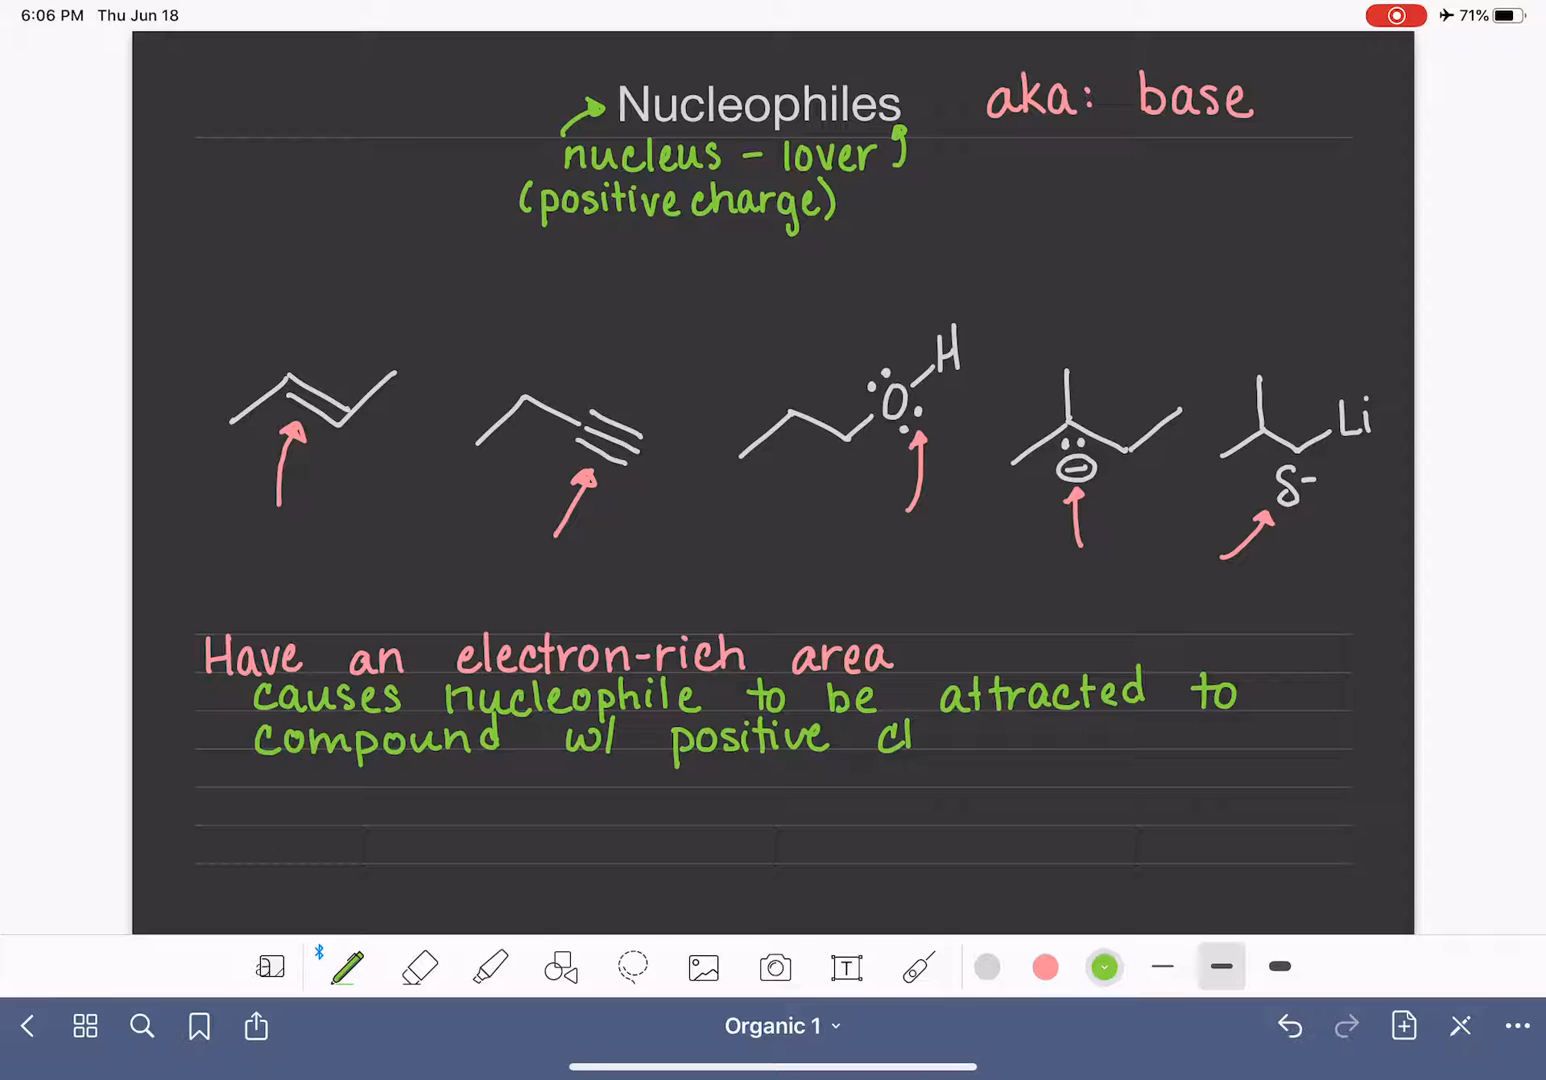 6:06 PM Thu Jun 18
71%
Nucleophiles
aka: base
nucleus - lover
(positive charge)
O
H
Li
δ-
Have an electron-rich area
causes nucleophile to be attracted to
compound w/ positive cl
T
Organic 1